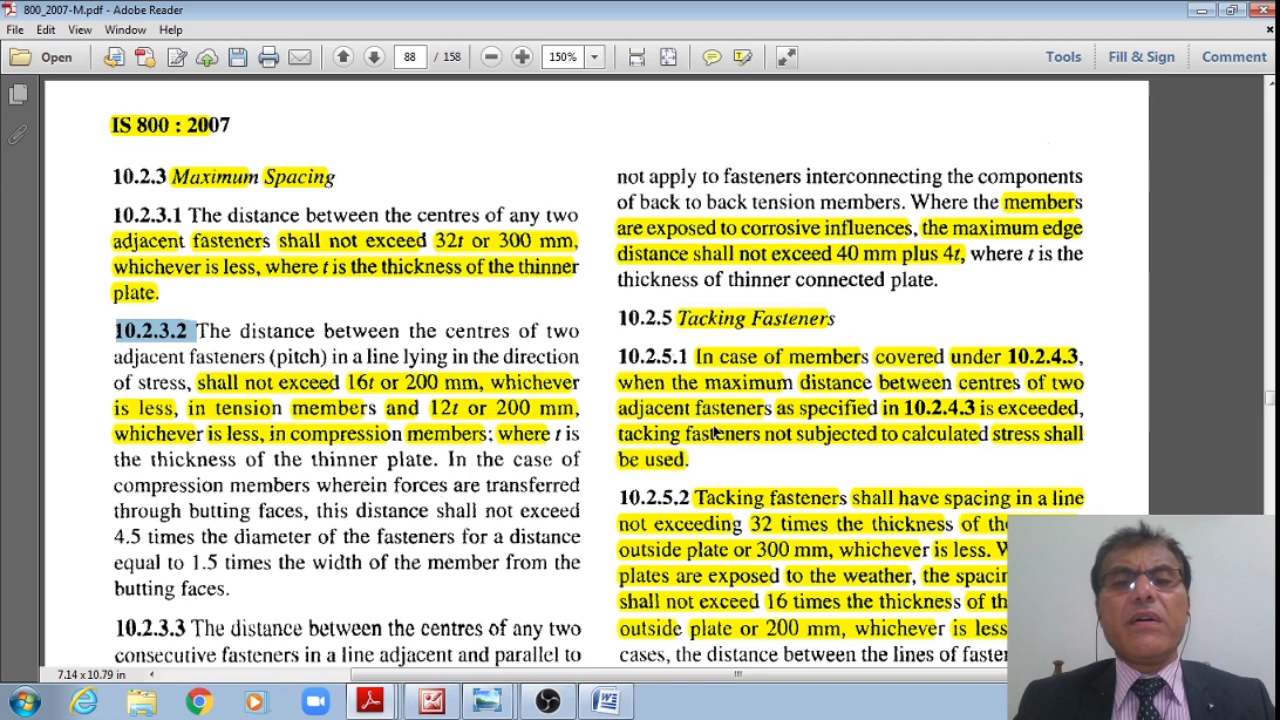 800_2007-M.pdf - Adobe Reader
File Edit View Window Help
Open 88 / 158 150% Tools Fill & Sign Comment
IS 800 : 2007
10.2.3 Maximum Spacing
10.2.3.1 The distance between the centres of any two
adjacent fasteners shall not exceed 32t or 300 mm,
whichever is less, where t is the thickness of the thinner
plate.
10.2.3.2 The distance between the centres of two
adjacent fasteners (pitch) in a line lying in the direction
of stress, shall not exceed 16t or 200 mm, whichever
is less, in tension members and 12t or 200 mm,
whichever is less, in compression members; where t is
the thickness of the thinner plate. In the case of
compression members wherein forces are transferred
through butting faces, this distance shall not exceed
4.5 times the diameter of the fasteners for a distance
equal to 1.5 times the width of the member from the
butting faces.
10.2.3.3 The distance between the centres of any two
consecutive fasteners in a line adjacent and parallel to
not apply to fasteners interconnecting the components
of back to back tension members. Where the members
are exposed to corrosive influences, the maximum edge
distance shall not exceed 40 mm plus 4t, where t is the
thickness of thinner connected plate.
10.2.5 Tacking Fasteners
10.2.5.1 In case of members covered under 10.2.4.3,
when the maximum distance between centres of two
adjacent fasteners as specified in 10.2.4.3 is exceeded,
tacking fasteners not subjected to calculated stress shall
be used.
10.2.5.2 Tacking fasteners shall have spacing in a line
not exceeding 32 times the thickness of the
outside plate or 300 mm, whichever is less.
plates are exposed to the weather, the
shall not exceed 16 times the thickness of
outside plate or 200 mm, whichever is less
cases, the distance between the lines of
7.14 x 10.79 in